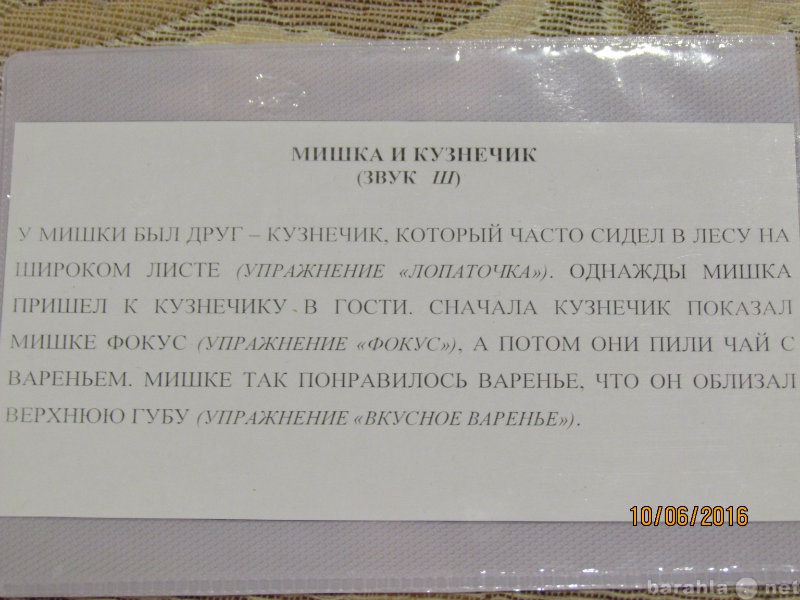 МИШКА И КУЗНЕЧИК
(ЗВУК Ш)
У МИШКИ БЫЛ ДРУГ – КУЗНЕЧИК, КОТОРЫЙ ЧАСТО СИДЕЛ В ЛЕСУ НА
ШИРОКОМ ЛИСТЕ (УПРАЖНЕНИЕ «ЛОПАТОЧКА»). ОДНАЖДЫ МИШКА
ПРИШЕЛ К КУЗНЕЧИКУ В ГОСТИ. СНАЧАЛА КУЗНЕЧИК ПОКАЗАЛ
МИШКЕ ФОКУС (УПРАЖНЕНИЕ «ФОКУС»), А ПОТОМ ОНИ ПИЛИ ЧАЙ С
ВАРЕНЬЕМ. МИШКЕ ТАК ПОНРАВИЛОСЬ ВАРЕНЬЕ, ЧТО ОН ОБЛИЗАЛ
ВЕРХНЮЮ ГУБУ (УПРАЖНЕНИЕ «ВКУСНОЕ ВАРЕНЬЕ»).
10/06/2016
barahla.net